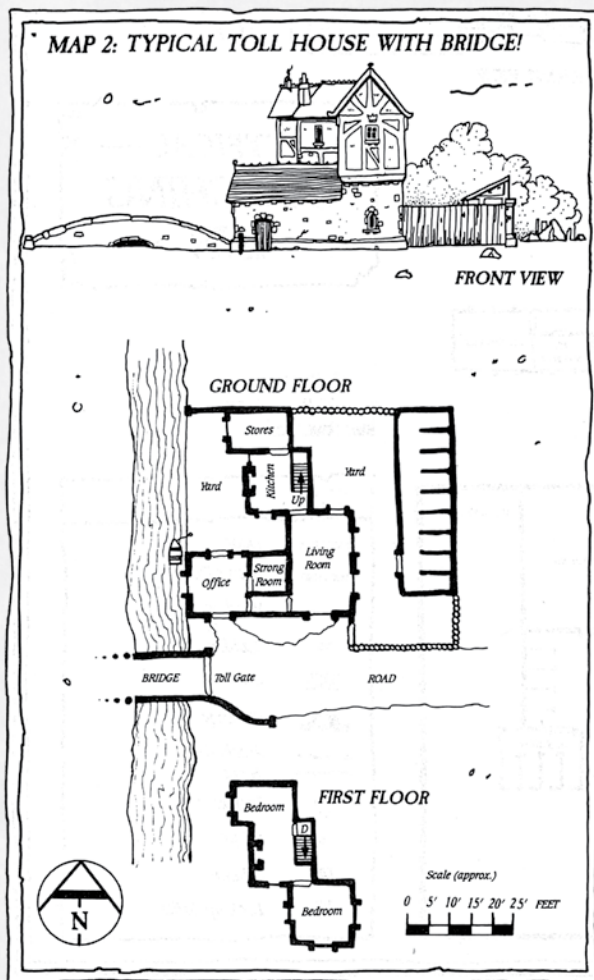 MAP 2: TYPICAL TOLL HOUSE WITH BRIDGE!
FRONT VIEW
GROUND FLOOR
Stores
Yard
Kitchen
Yard
Up
Office
Strong
Room
Living
Room
BRIDGE
Toll Gate
ROAD
FIRST FLOOR
Bedroom
D
Bedroom
Scale (approx.)
0 5' 10' 15' 20' 25' FEET
N